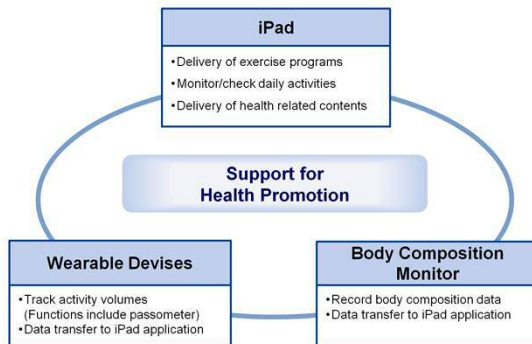 iPad
•Delivery of exercise programs
•Monitor/check daily activities
•Delivery of health related contents
Support for
Health Promotion
Wearable Devises
•Track activity volumes
(Functions include passometer)
•Data transfer to iPad application
Body Composition
Monitor
•Record body composition data
•Data transfer to iPad application